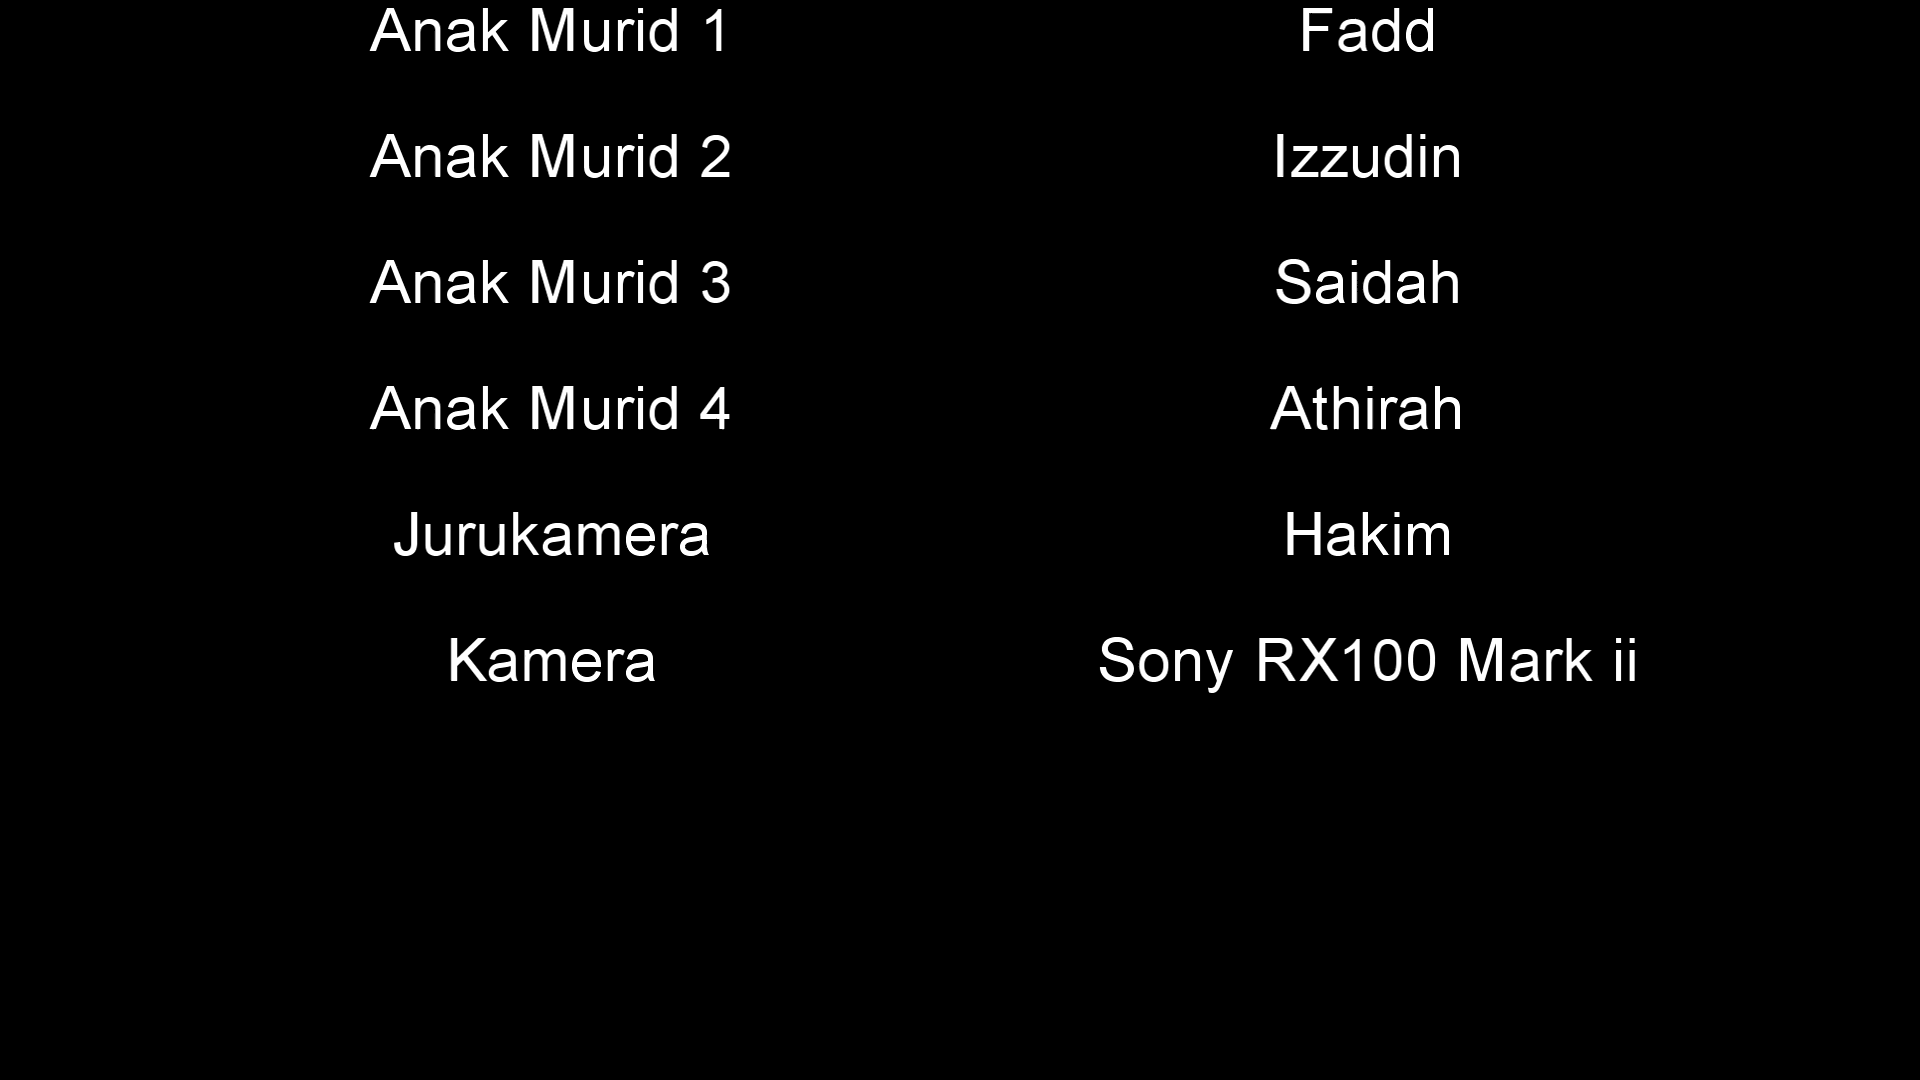 Anak Murid 1 Fadd
Anak Murid 2 Izzudin
Anak Murid 3 Saidah
Anak Murid 4 Athirah
Jurukamera Hakim
Kamera Sony RX100 Mark ii